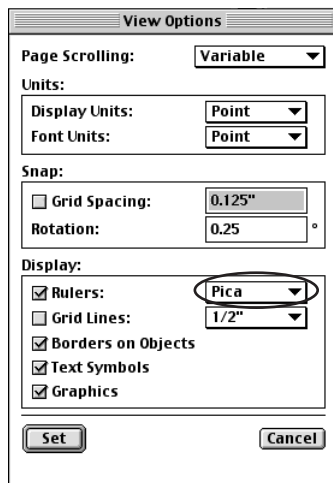 View Options
Page Scrolling: Variable
Units:
Display Units: Point
Font Units: Point
Snap:
Grid Spacing: 0.125"
Rotation: 0.25 °
Display:
Rulers: Pica
Grid Lines: 1/2"
Borders on Objects
Text Symbols
Graphics
Set Cancel